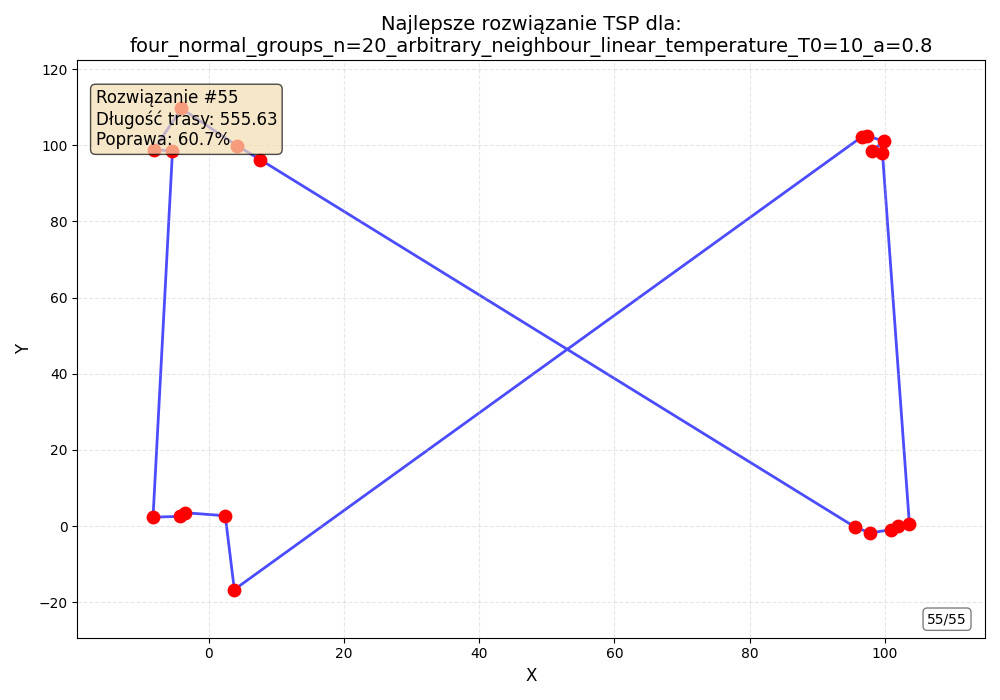 Najlepsze rozwiązanie TSP dla:
four_normal_groups_n=20_arbitrary_neighbour_linear_temperature_T0=10_a=0.8
Rozwiązanie #55
Długość trasy: 555.63
Poprawa: 60.7%
120
100
80
60
40
20
0
−20
Y
0
20
40
60
80
100
X
55/55